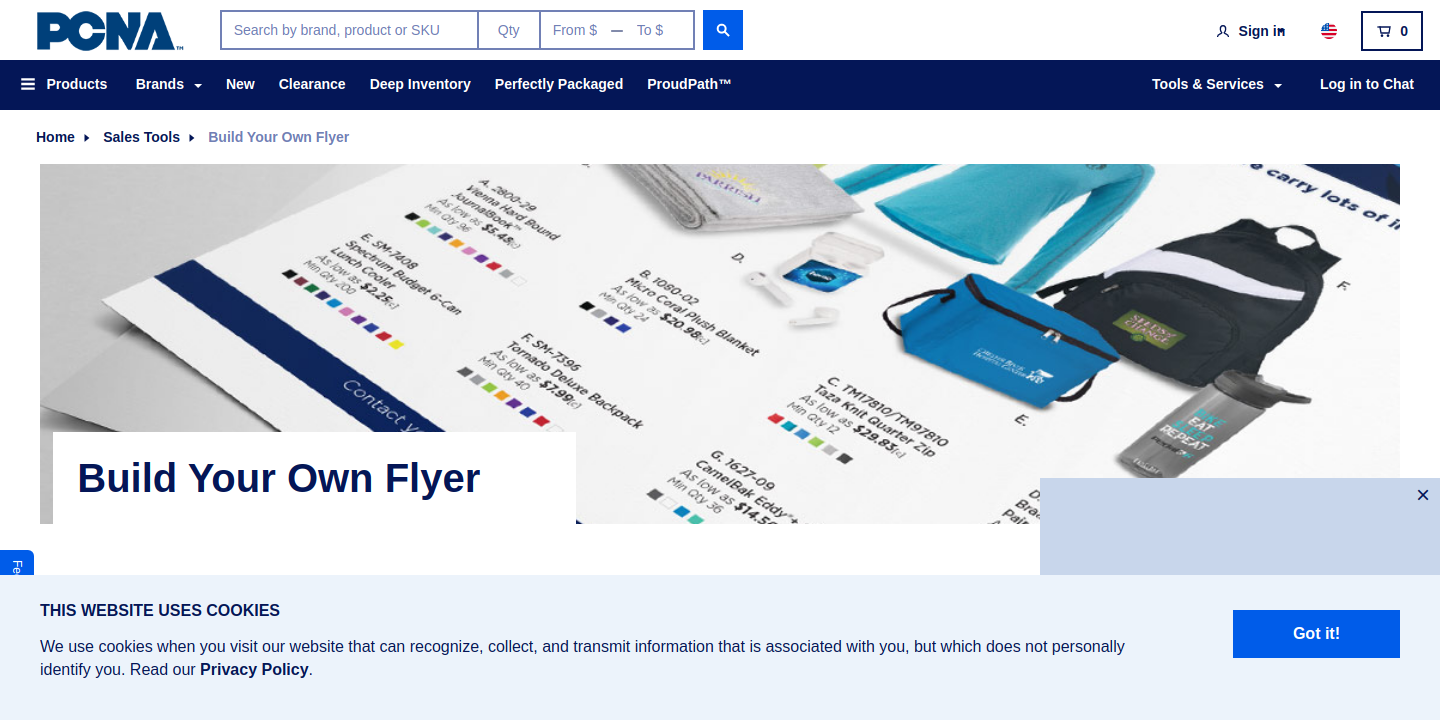 PCNA™
Search by brand, product or SKU
Qty
From $ — To $
Sign in
0
Products
Brands
New
Clearance
Deep Inventory
Perfectly Packaged
ProudPath™
Tools & Services
Log in to Chat
Home
Sales Tools
Build Your Own Flyer
A. 2800-29
Vienna Hard Bound
JournalBook™
As low as $5.45(c)
Min Qty 96
E. SM-7408
Spectrum Budget 6-Can
Lunch Cooler
As low as $2.25(c)
Min Qty 200
B. 1080-02
Micro Coral Plush Blanket
As low as $20.98(c)
Min Qty 24
F. SM-7396
Tornado Deluxe Backpack
As low as $7.99(c)
Min Qty 40
C. TM17810/TM97810
Taza Knit Quarter Zip
As low as $29.83(c)
Min Qty 12
G. 1627-09
CamelBak Eddy®+
As low as $14.50
Min Qty 36
D.
E.
F.
e carry lots of i
SEEDS of
CHANGE
BIKE
EAT
SLEEP
REPEAT
Contact y
Build Your Own Flyer
×
Fe
THIS WEBSITE USES COOKIES
We use cookies when you visit our website that can recognize, collect, and transmit information that is associated with you, but which does not personally
identify you. Read our Privacy Policy.
Got it!